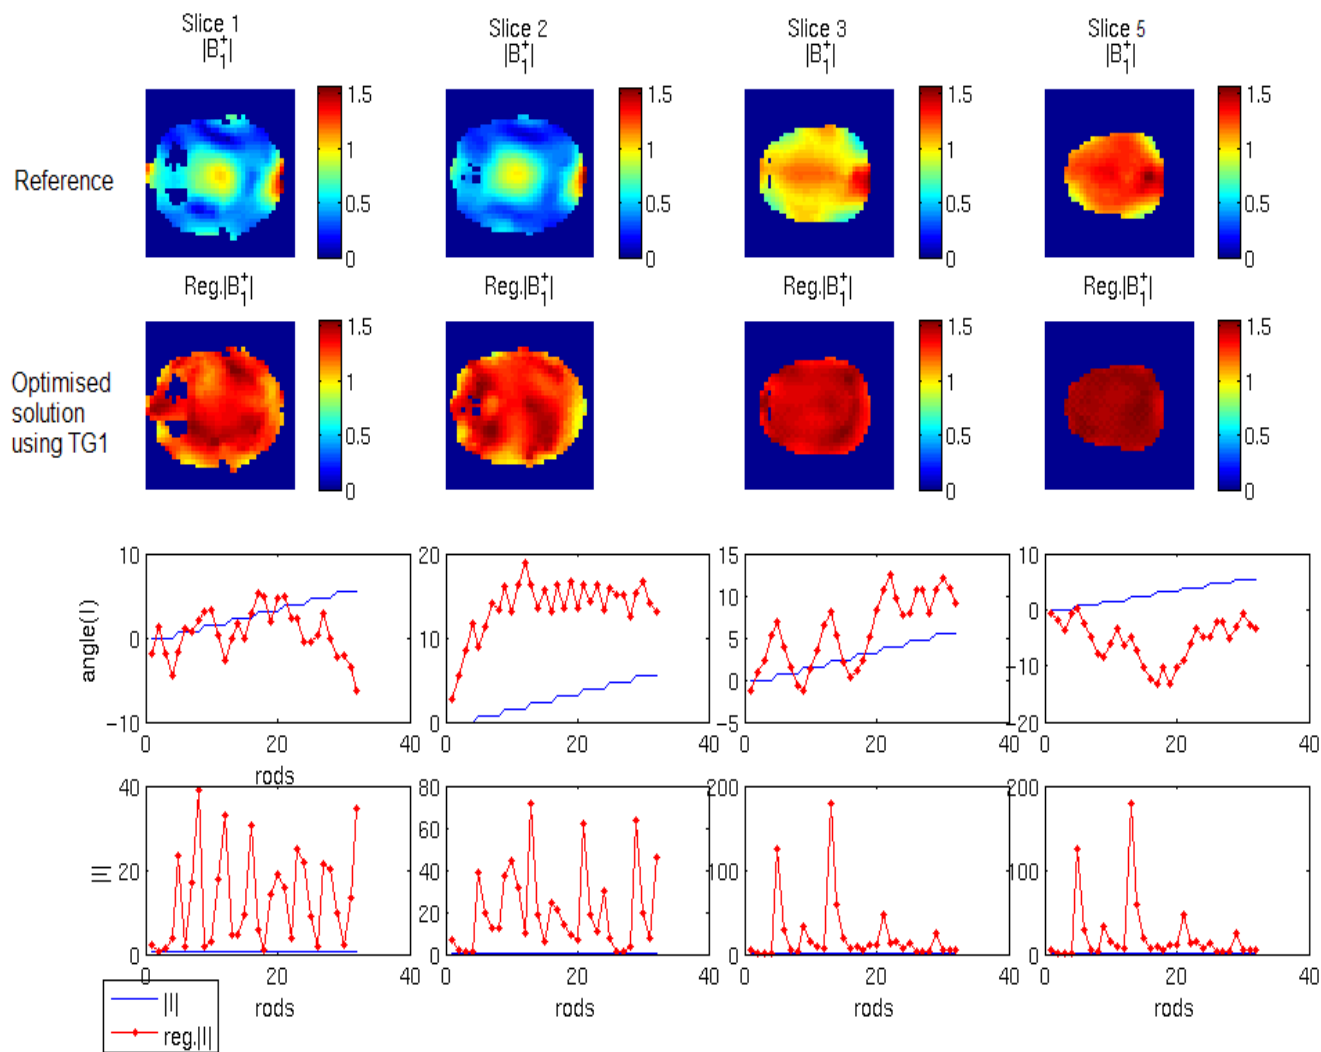 Slice 1
|B₁⁺|
Slice 2
|B₁⁺|
Slice 3
|B₁⁺|
Slice 5
|B₁⁺|
Reference
1.5
1
0.5
0
1.5
1
0.5
0
1.5
1
0.5
0
1.5
1
0.5
0
Reg.|B₁⁺|
Reg.|B₁⁺|
Reg.|B₁⁺|
Reg.|B₁⁺|
Optimised
solution
using TG1
1.5
1
0.5
0
1.5
1
0.5
0
1.5
1
0.5
0
angle(I)
10
0
−10
0 20 40
rods
20
10
0
0 20 40
15
10
5
0
−5
0 20 40
10
0
−10
−20
0 20 40
|I|
40
20
0
0 20 40
80
60
40
20
0
0 20 40
rods
200
100
0
0 20 40
rods
200
100
0
0 20 40
rods
|I|
reg.|I|